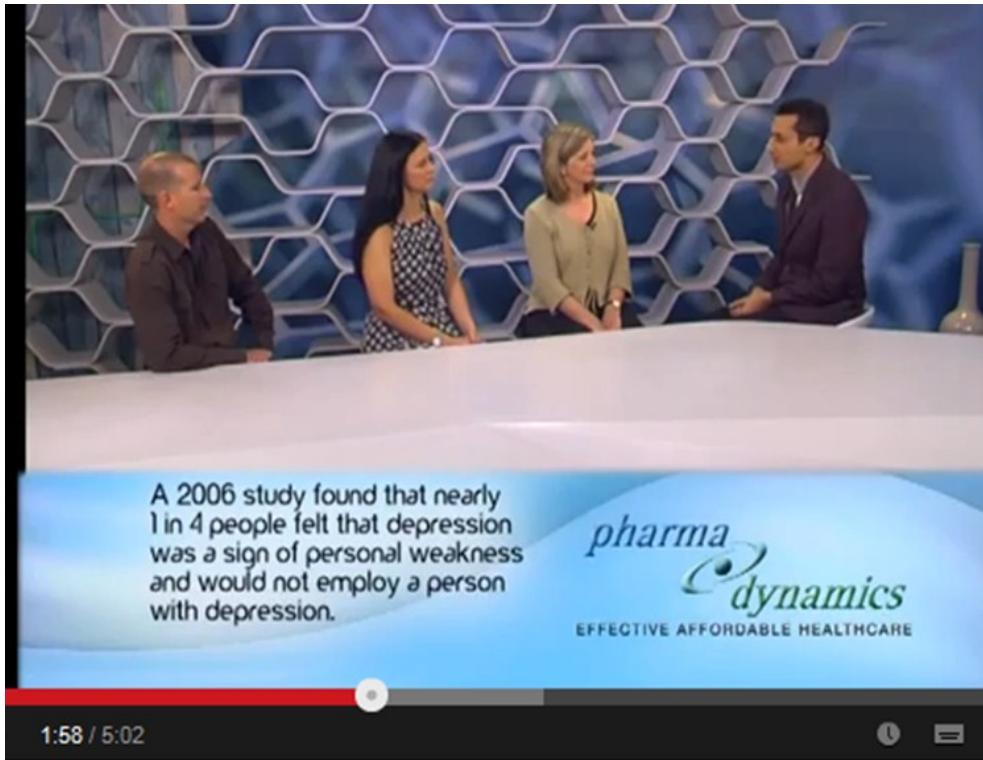 A 2006 study found that nearly
1 in 4 people felt that depression
was a sign of personal weakness
and would not employ a person
with depression.
pharma
dynamics
EFFECTIVE AFFORDABLE HEALTHCARE
1:58 / 5:02